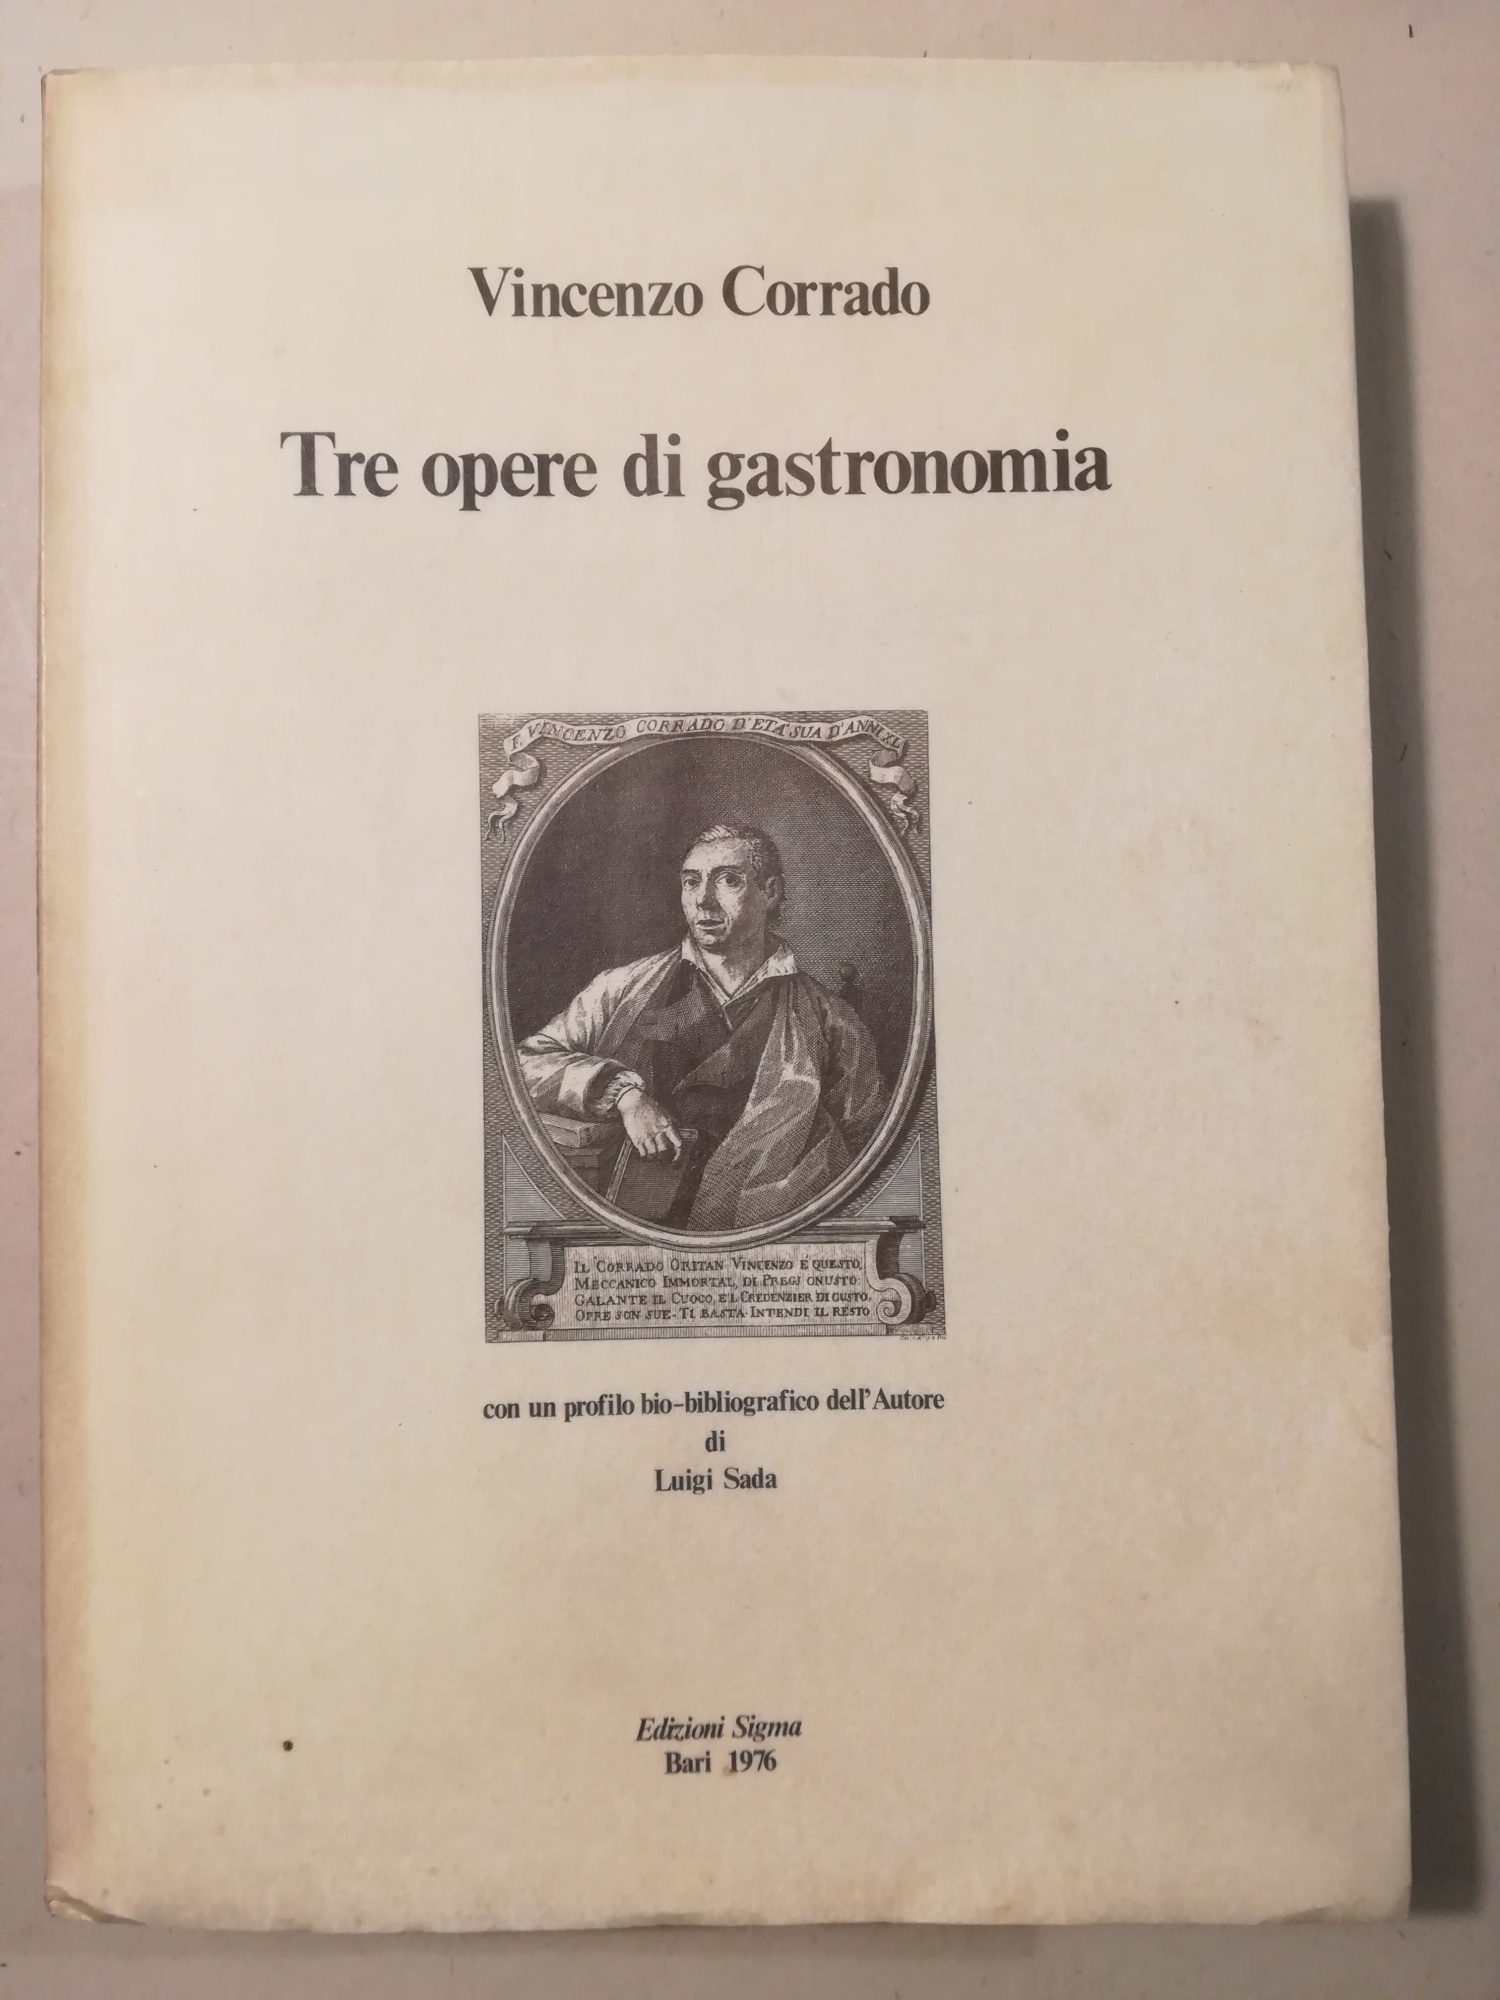 Vincenzo Corrado
Tre opere di gastronomia
F. VINCENZO CORRADO D'ETA' SUA D'ANNI XL
IL CORRADO ORITAN VINCENZO È QUESTO,
MECCANICO IMMORTAL, DI PREGJ ONUSTO:
GALANTE IL CUOCO, E'L CREDENZIER DI GUSTO,
OPRE SON SUE. TI BASTA. INTENDI IL RESTO
con un profilo bio-bibliografico dell'Autore
di
Luigi Sada
Edizioni Sigma
Bari 1976